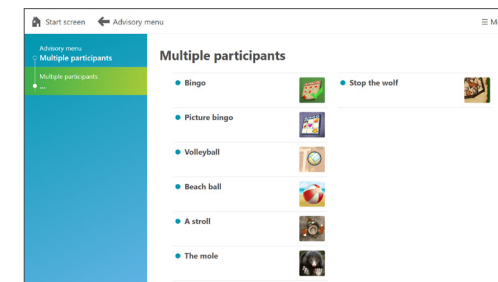 Start screen Advisory menu
Advisory menu
Multiple participants
Multiple participants
...
Multiple participants
Bingo
Picture bingo
Volleyball
Beach ball
A stroll
The mole
Stop the wolf